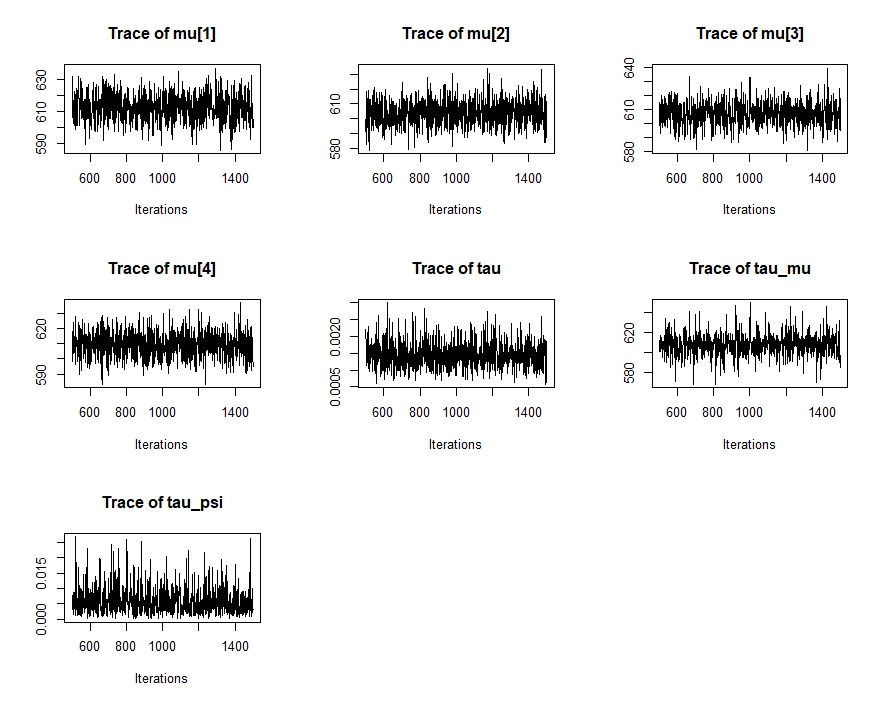 Trace of mu[1]
590 610 630
600 800 1000 1400
Iterations
Trace of mu[2]
580 610
600 800 1000 1400
Iterations
Trace of mu[3]
580 610 640
600 800 1000 1400
Iterations
Trace of mu[4]
590 620
600 800 1000 1400
Iterations
Trace of tau
0.0005 0.0020
600 800 1000 1400
Iterations
Trace of tau_mu
580 620
600 800 1000 1400
Iterations
Trace of tau_psi
0.000 0.015
600 800 1000 1400
Iterations